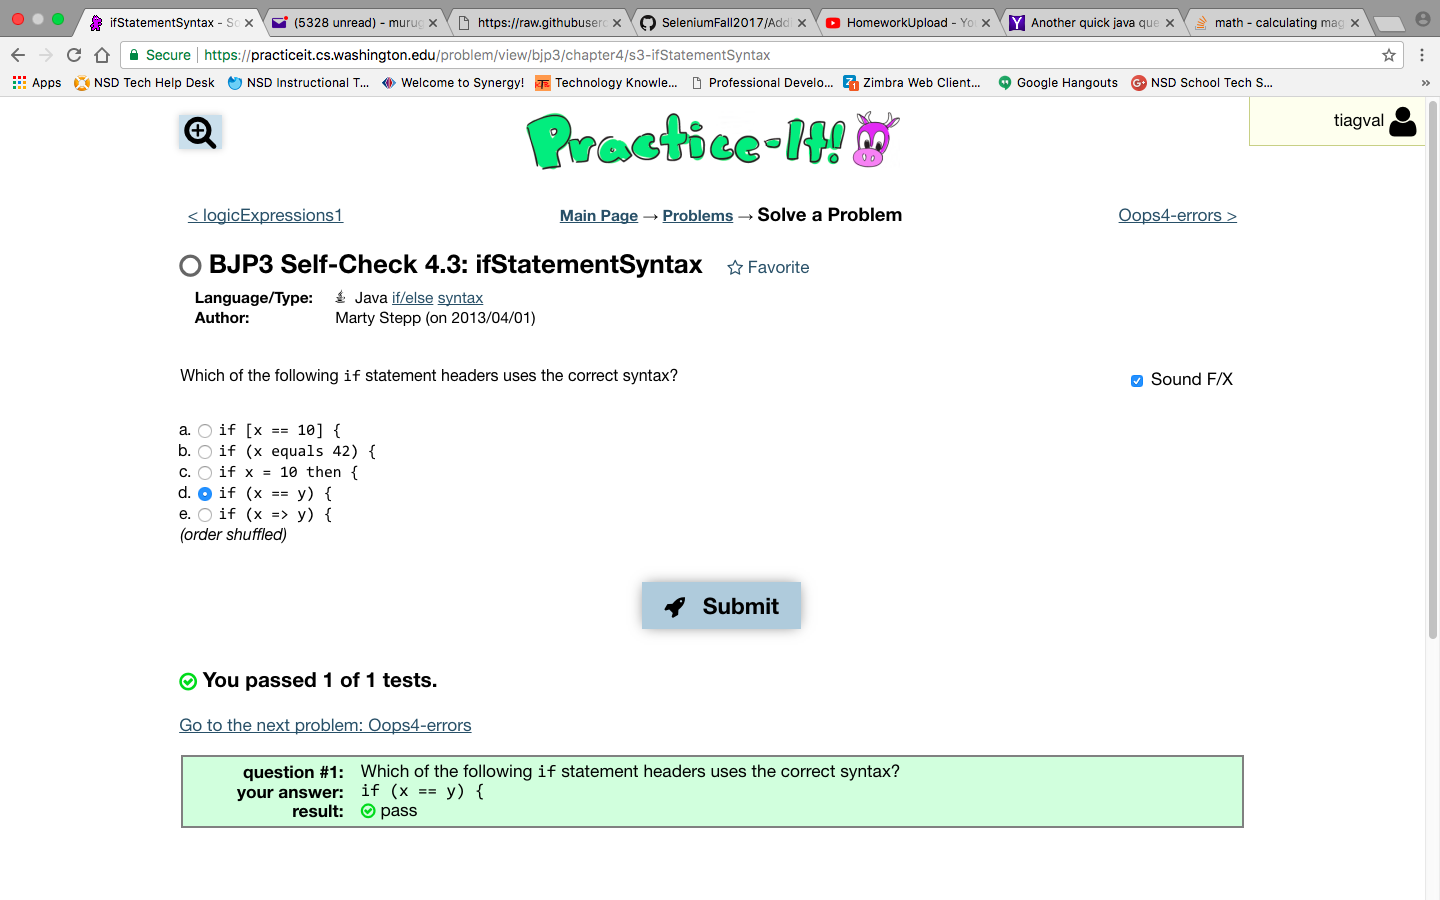 ifStatementSyntax - So
(5328 unread) - murug
https://raw.githubuserc
SeleniumFall2017/Addi
HomeworkUpload - You
Another quick java que
math - calculating mag
Secure
https://practiceit.cs.washington.edu/problem/view/bjp3/chapter4/s3-ifStatementSyntax
Apps
NSD Tech Help Desk
NSD Instructional T...
Welcome to Synergy!
Technology Knowle...
Professional Develo...
Zimbra Web Client...
Google Hangouts
NSD School Tech S...
»
Practice-It!
tiagval
< logicExpressions1
Main Page → Problems → Solve a Problem
Oops4-errors >
BJP3 Self-Check 4.3: ifStatementSyntax
Favorite
Language/Type: Java if/else syntax
Author: Marty Stepp (on 2013/04/01)
Which of the following if statement headers uses the correct syntax?
Sound F/X
a. if [x == 10] {
b. if (x equals 42) {
c. if x = 10 then {
d. if (x == y) {
e. if (x => y) {
(order shuffled)
Submit
You passed 1 of 1 tests.
Go to the next problem: Oops4-errors
question #1: Which of the following if statement headers uses the correct syntax?
your answer: if (x == y) {
result: pass